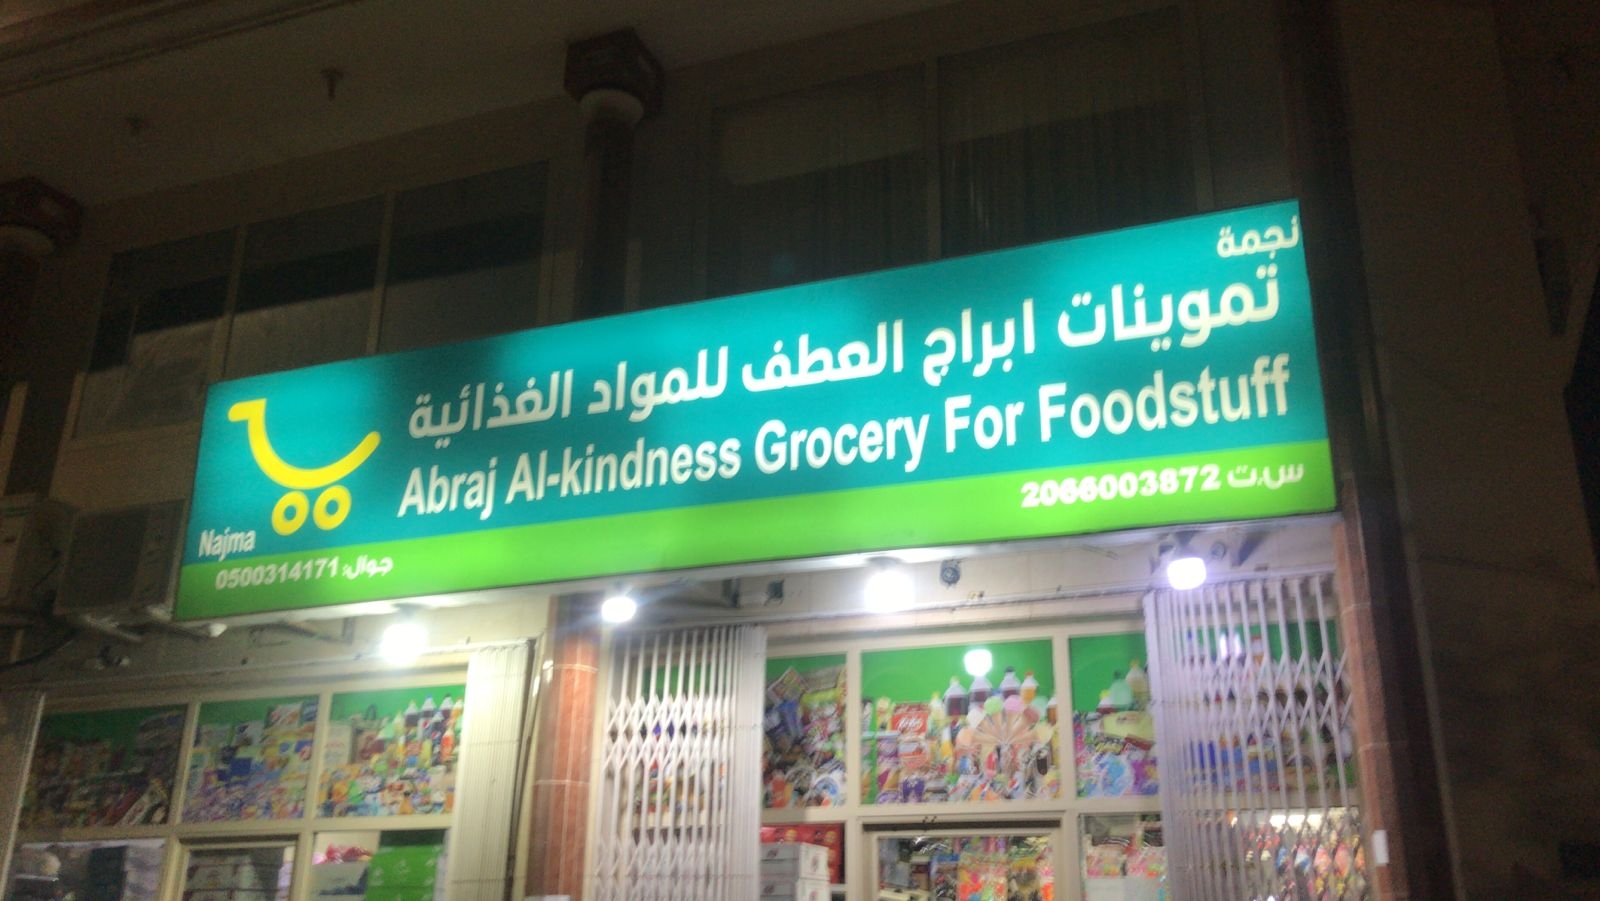 نجمة
تموينات ابراج العطف للمواد الغذائية
Abraj Al-kindness Grocery For Foodstuff
Najma
س.ت 2066003872
جوال: 0500314171